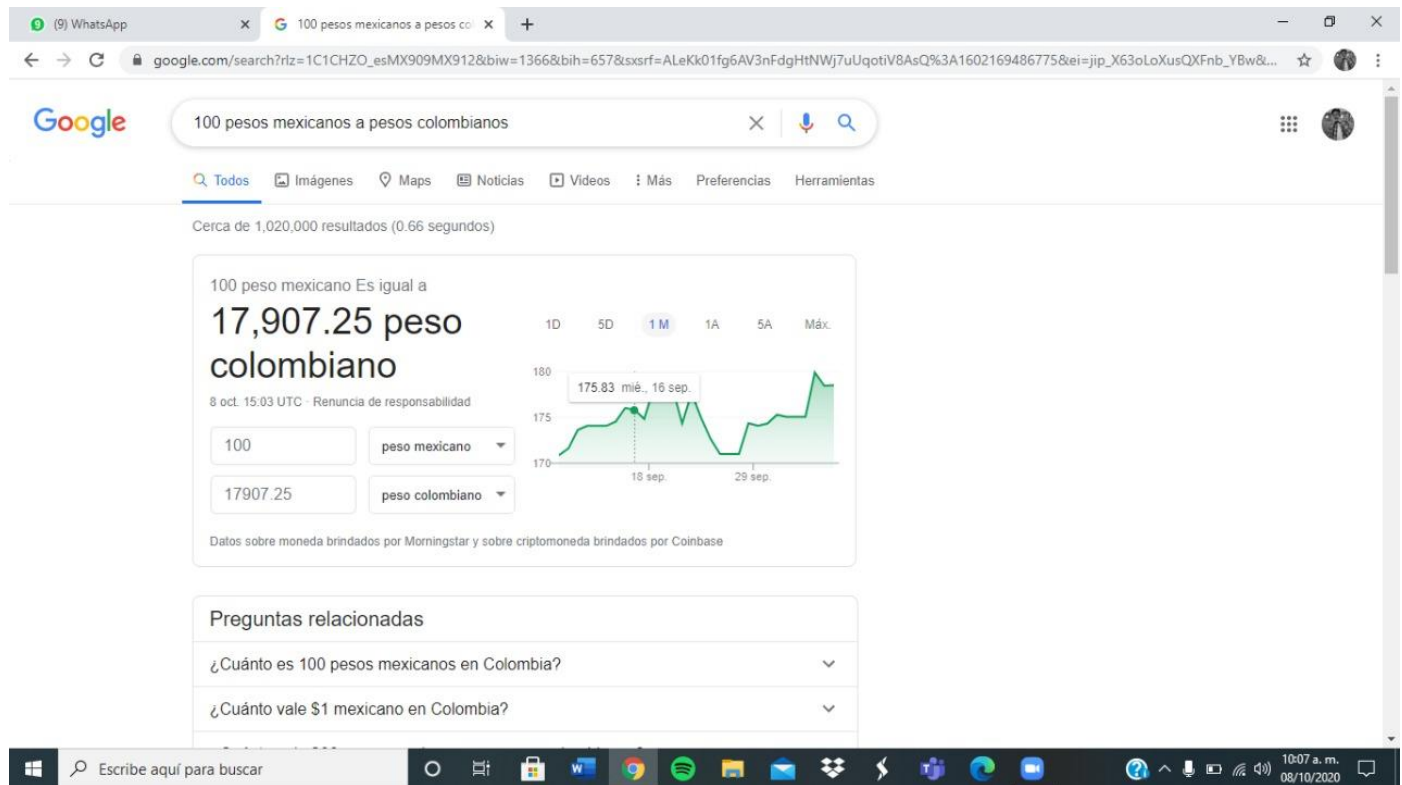 (9) WhatsApp
100 pesos mexicanos a pesos co
google.com/search?rlz=1C1CHZO_esMX909MX912&biw=1366&bih=657&sxsrf=ALeKk01fg6AV3nFdgHtNWj7uUqotiV8AsQ%3A1602169486775&ei=jip_X63oLoXusQXFnb_YBw&...
Google
100 pesos mexicanos a pesos colombianos
Todos Imágenes Maps Noticias Videos Más Preferencias Herramientas
Cerca de 1,020,000 resultados (0.66 segundos)
100 peso mexicano Es igual a
17,907.25 peso
colombiano
8 oct. 15:03 UTC · Renuncia de responsabilidad
100 peso mexicano
17907.25 peso colombiano
1D 5D 1 M 1A 5A Máx.
180
175.83 mié., 16 sep.
175
170
18 sep. 29 sep.
Datos sobre moneda brindados por Morningstar y sobre criptomoneda brindados por Coinbase
Preguntas relacionadas
¿Cuánto es 100 pesos mexicanos en Colombia?
¿Cuánto vale $1 mexicano en Colombia?
Escribe aquí para buscar
10:07 a. m.
08/10/2020